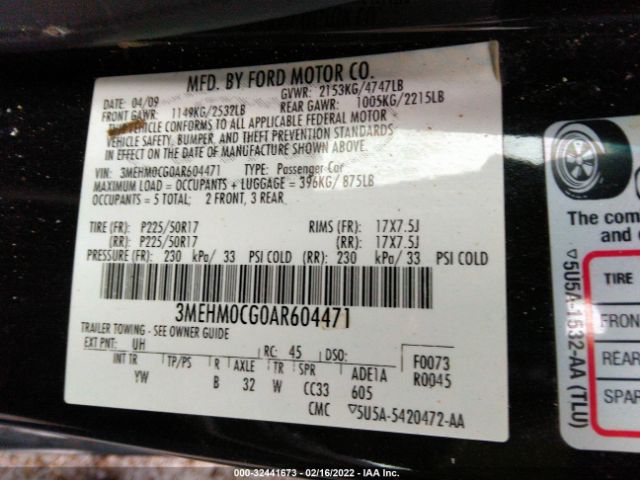 MFD. BY FORD MOTOR CO.
DATE: 04/09 GVWR: 2153KG/4747LB
FRONT GAWR: 1149KG/2532LB REAR GAWR: 1005KG/2215LB
VEHICLE CONFORMS TO ALL APPLICABLE FEDERAL MOTOR
VEHICLE SAFETY, BUMPER, AND THEFT PREVENTION STANDARDS
IN EFFECT ON THE DATE OF MANUFACTURE SHOWN ABOVE.
VIN: 3MEHM0CG0AR604471 TYPE: Passenger Car
MAXIMUM LOAD = OCCUPANTS + LUGGAGE = 396KG/ 875LB
OCCUPANTS = 5 TOTAL; 2 FRONT, 3 REAR
TIRE (FR): P225/50R17 RIMS (FR): 17X7.5J
(RR): P225/50R17 (RR): 17X7.5J
PRESSURE (FR): 230 kPa/ 33 PSI COLD (RR): 230 kPa/33 PSI COLD
3MEHM0CG0AR604471
TRAILER TOWING - SEE OWNER GUIDE
EXT PNT: UH RC: 45 DSO: F0073
INT TR TP/PS R AXLE TR SPR ADE1A R0045
YW B 32 W CC33 605
CMC ▽5U5A-5420472-AA
The com
and
▽5U5A-1532-AA (TLU)
TIRE
FRON
REAR
SPAR
000-32441673 - 02/16/2022 - IAA Inc.